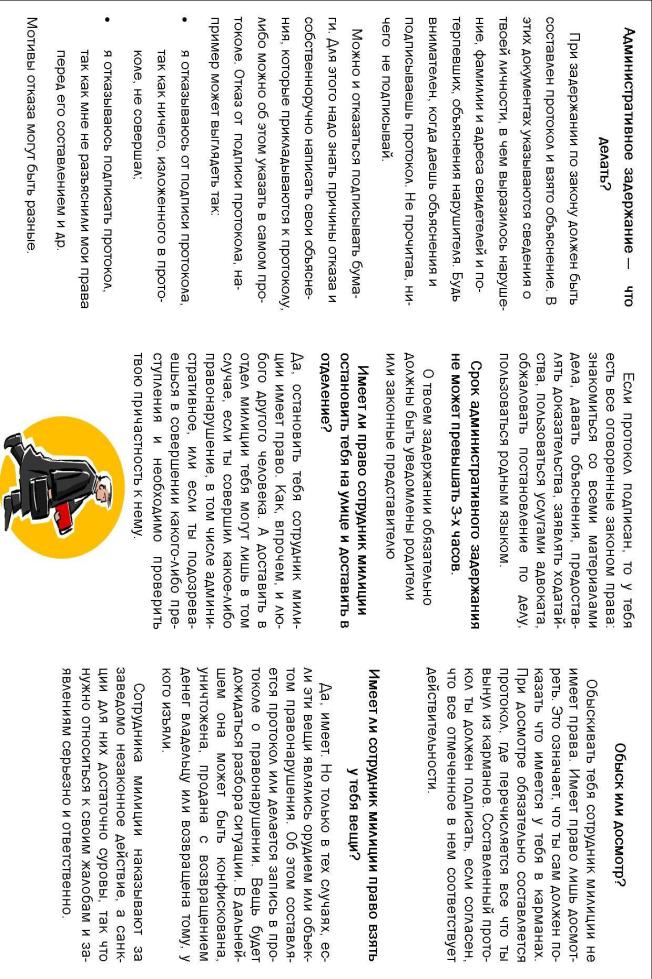 Административное задержание — что
делать?
При задержании по закону должен быть
составлен протокол и взято объяснение. В
этих документах указываются сведения о
твоей личности, в чем выразилось наруше-
ние, фамилии и адреса свидетелей и по-
терпевших, объяснения нарушителя. Будь
внимателен, когда даешь объяснения и
подписываешь протокол. Не прочитав, ни-
чего не подписывай.
Можно и отказаться подписывать бума-
ги. Для этого надо знать причины отказа и
собственноручно написать свои объясне-
ния, которые прикладываются к протоколу,
либо можно об этом указать в самом про-
токоле. Отказ от подписи протокола, на-
пример может выглядеть так:
• я отказываюсь от подписи протокола,
так как ничего, изложенного в прото-
коле, не совершал;
• я отказываюсь подписать протокол,
так как мне не разъяснили мои права
перед его составлением и др.
Мотивы отказа могут быть разные.
Если протокол подписан, то у тебя
есть все оговоренные законом права:
знакомиться со всеми материалами
дела, давать объяснения, предостав-
лять доказательства, заявлять ходатай-
ства, пользоваться услугами адвоката,
обжаловать постановление по делу,
пользоваться родным языком.
Срок административного задержания
не может превышать 3-х часов.
О твоем задержании обязательно
должны быть уведомлены родители
или законные представителю
Имеет ли право сотрудник милиции
остановить тебя на улице и доставить в
отделение?
Да, остановить тебя сотрудник мили-
ции имеет право. Как, впрочем, и лю-
бого другого человека. А доставить в
отдел милиции тебя могут лишь в том
случае, если ты совершил какое-либо
правонарушение, в том числе админи-
стративное, или если ты подозрева-
ешься в совершении какого-либо пре-
ступления и необходимо проверить
твою причастность к нему.
Обыск или досмотр?
Обыскивать тебя сотрудник милиции не
имеет права. Имеет право лишь досмот-
реть. Это означает, что ты сам должен по-
казать что имеется у тебя в карманах.
При досмотре обязательно составляется
протокол, где перечисляется все что ты
вынул из карманов. Составленный прото-
кол ты должен подписать, если согласен,
что все отмеченное в нем соответствует
действительности.
Имеет ли сотрудник милиции право взять
у тебя вещи?
Да, имеет. Но только в тех случаях, ес-
ли эти вещи являлись орудием или объек-
том правонарушения. Об этом составля-
ется протокол или делается запись в про-
токоле о правонарушении. Вещь будет
дожидаться разбора ситуации. В дальней-
шем она может быть конфискована,
уничтожена, продана с возвращением
денег владельцу или возвращена тому, у
кого изъяли.
Сотрудника милиции наказывают за
заведомо незаконное действие, а санк-
ции для них достаточно суровы, так что
нужно относиться к своим жалобам и за-
явлениям серьезно и ответственно.